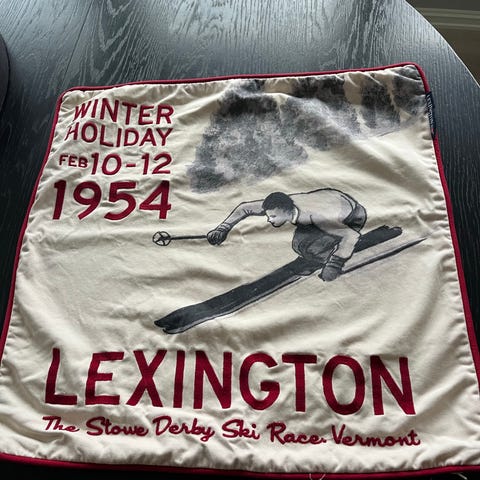 WINTER
HOLIDAY
FEB 10-12
1954
LEXINGTON
The Stowe Derby Ski Race. Vermont